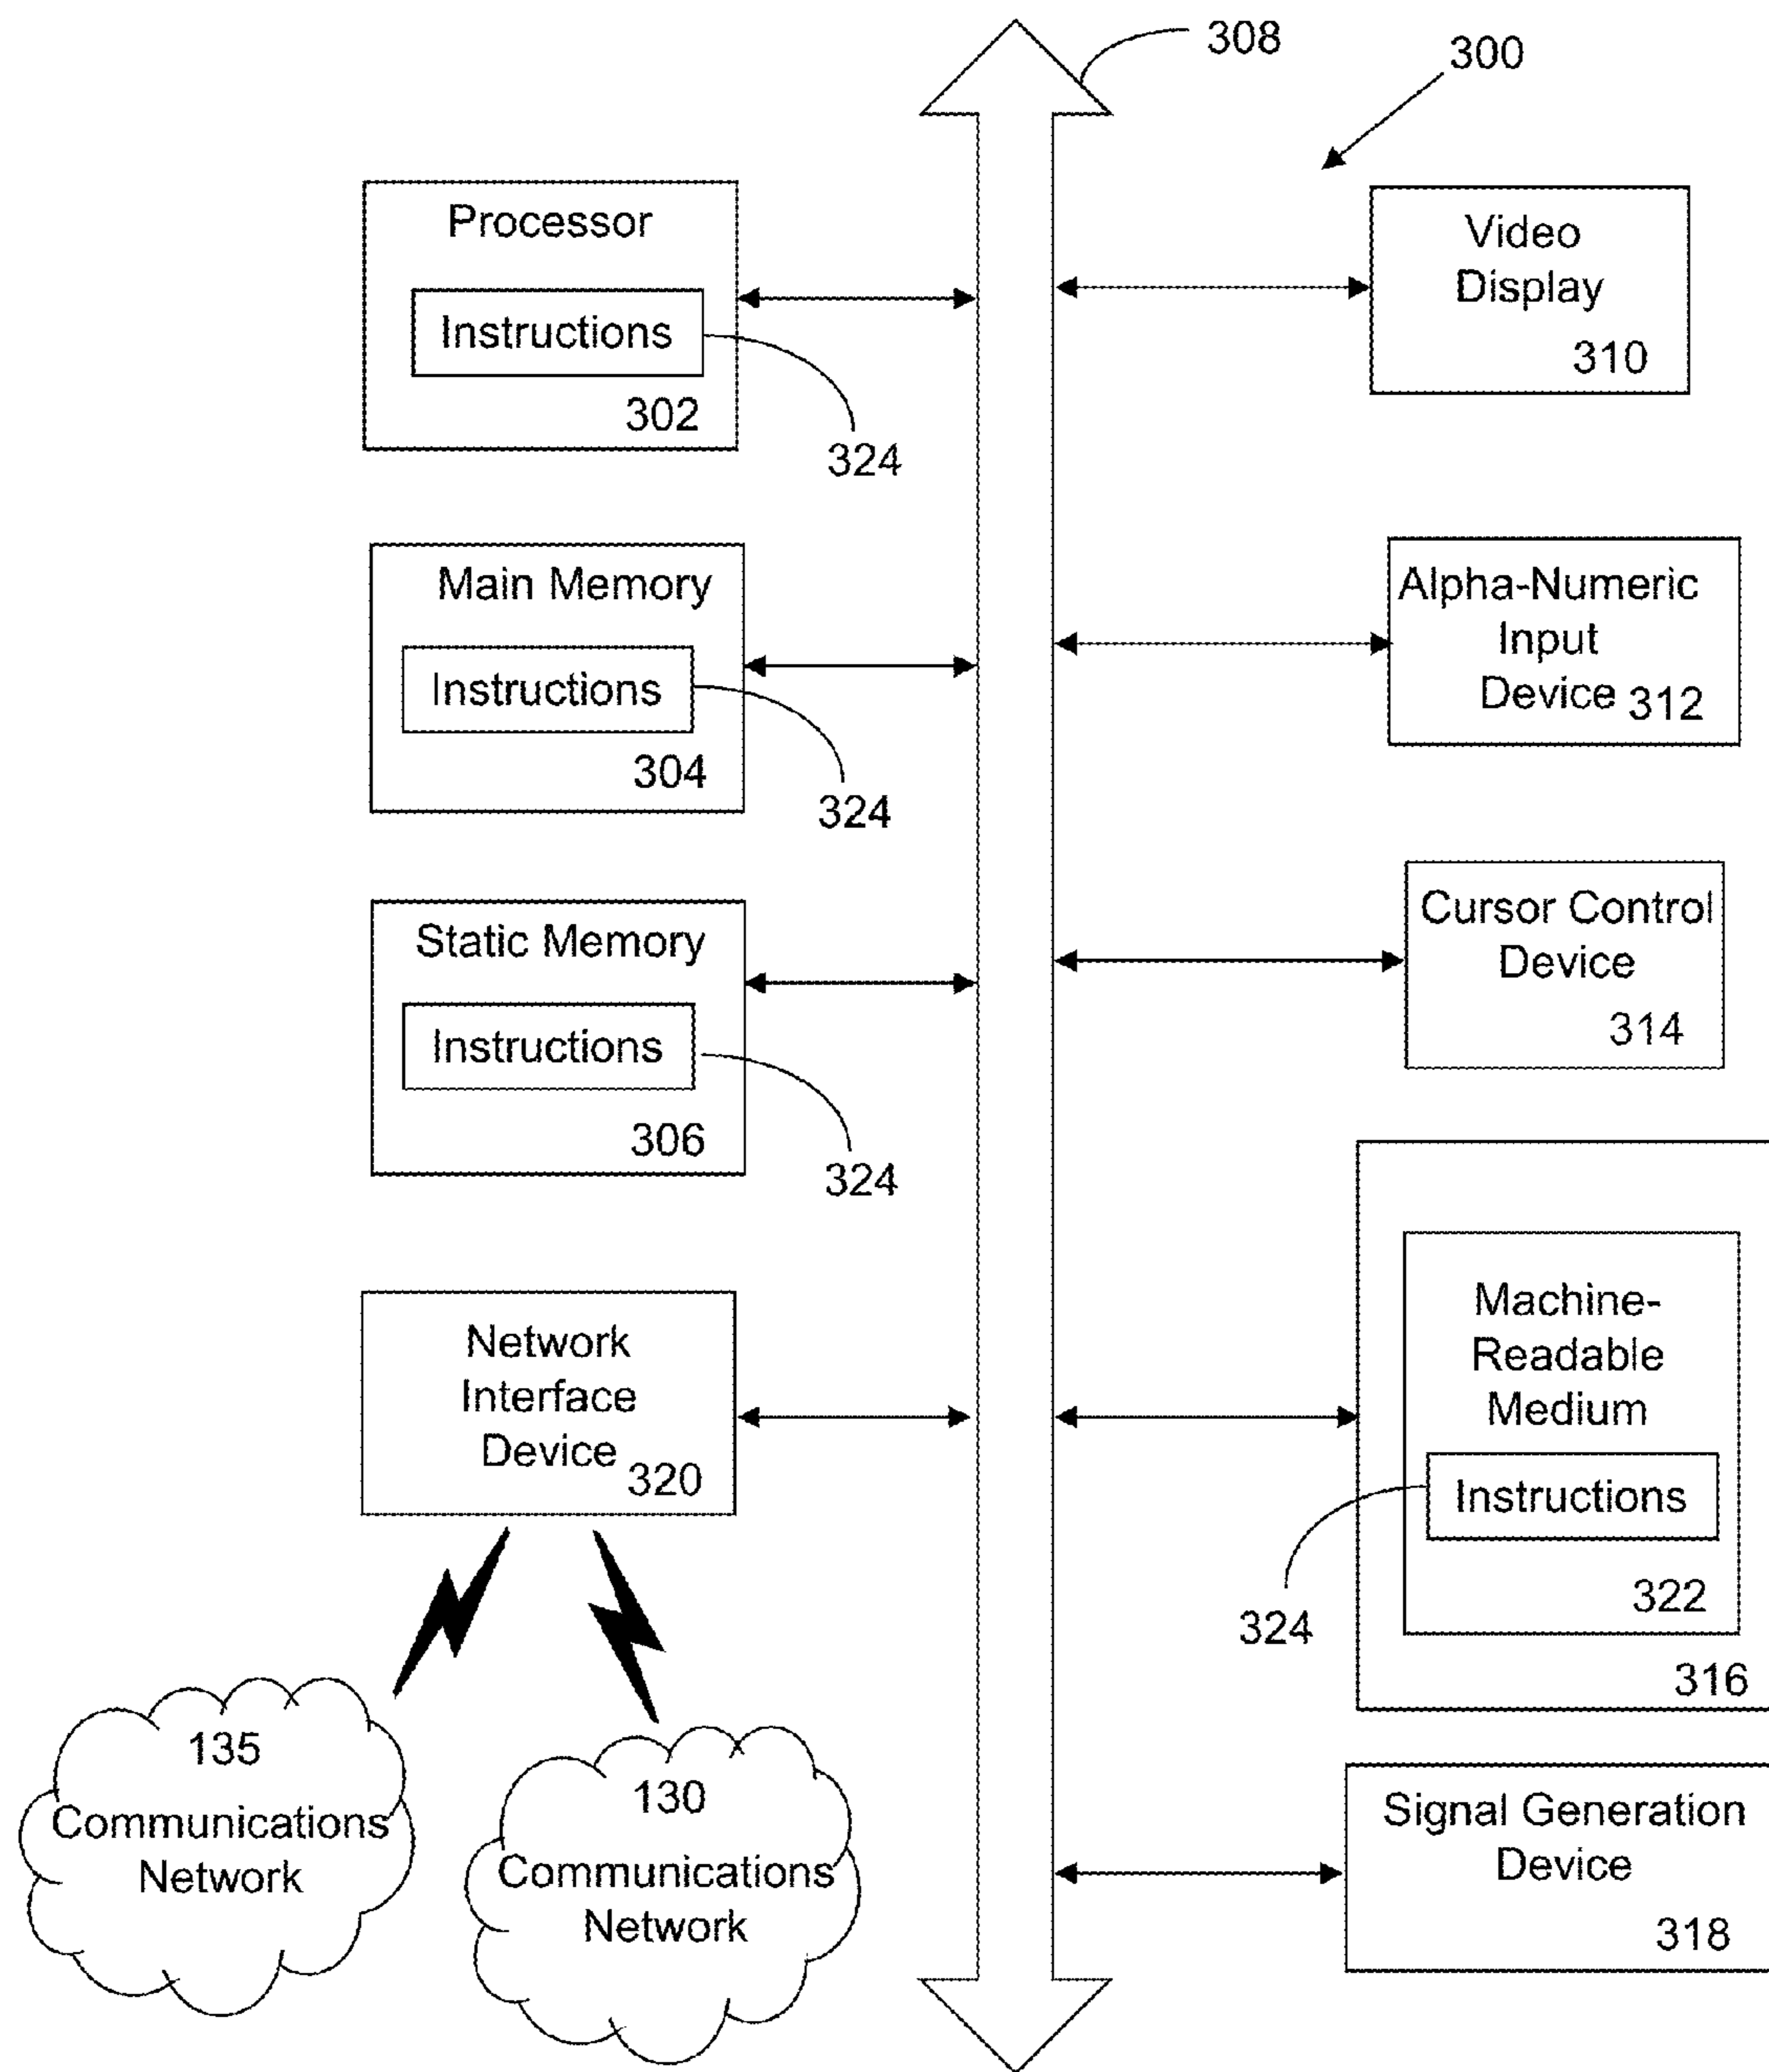 308
300
Processor
Instructions
302
324
Video
Display
310
Main Memory
Instructions
304
324
Alpha-Numeric
Input
Device 312
Static Memory
Instructions
306
324
Cursor Control
Device
314
Network
Interface
Device
320
Machine-
Readable
Medium
Instructions
322
324
316
135
Communications
Network
130
Communications
Network
Signal Generation
Device
318